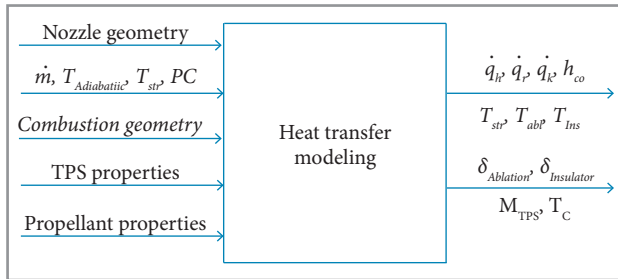 Nozzle geometry
ṁ, T_Adiabatiic, T_str, PC
Combustion geometry
TPS properties
Propellant properties
Heat transfer
modeling
q̇_h, q̇_r, q̇_k, h_co
T_str, T_abl, T_Ins
δ_Ablation, δ_Insulator
M_TPS, T_C